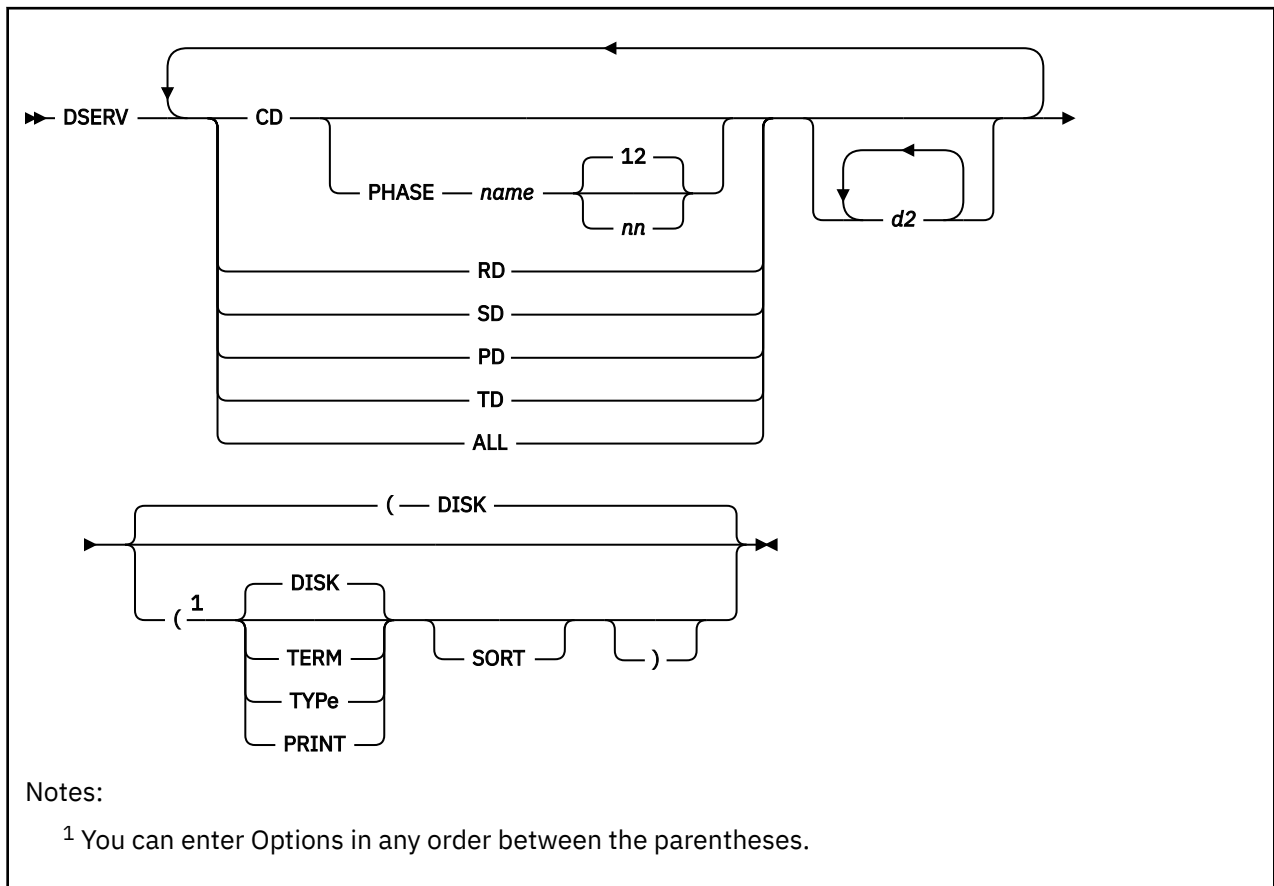 DSERV CD
12
PHASE name
nn
d2
RD
SD
PD
TD
ALL
( DISK
DISK
( 1
TERM SORT )
TYPe
PRINT
Notes:
1 You can enter Options in any order between the parentheses.